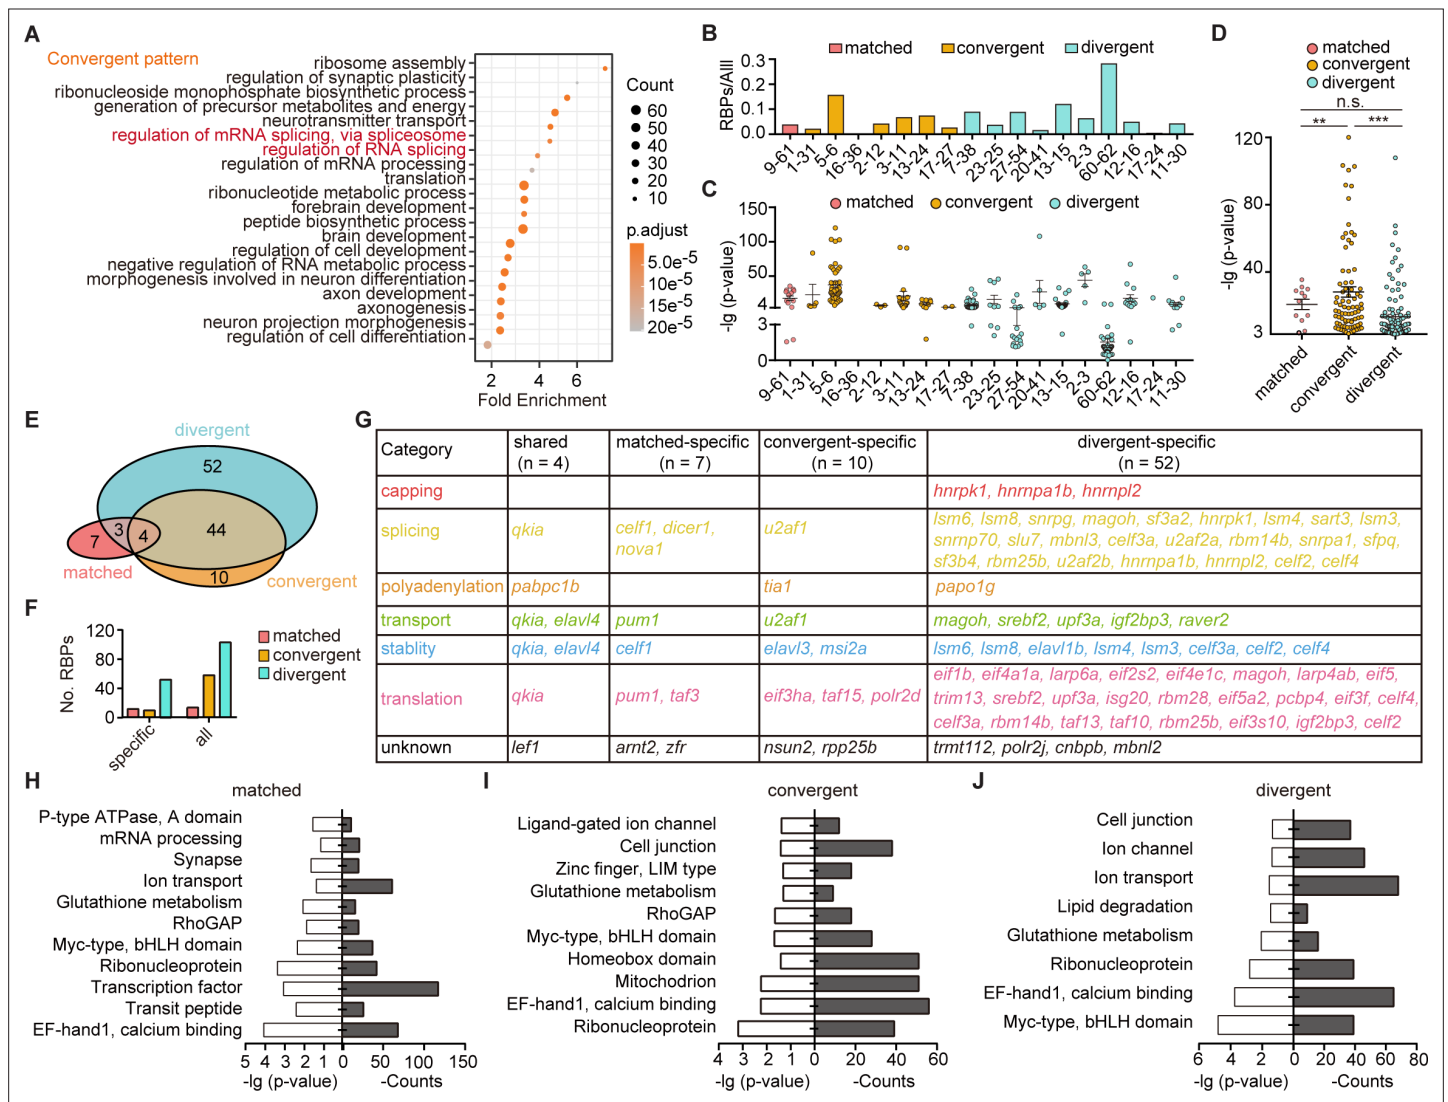 A
Convergent pattern
ribosome assembly
regulation of synaptic plasticity
ribonucleoside monophosphate biosynthetic process
generation of precursor metabolites and energy
neurotransmitter transport
regulation of mRNA splicing, via spliceosome
regulation of RNA splicing
regulation of mRNA processing
translation
ribonucleotide metabolic process
forebrain development
peptide biosynthetic process
brain development
regulation of cell development
negative regulation of RNA metabolic process
morphogenesis involved in neuron differentiation
axon development
axonogenesis
neuron projection morphogenesis
regulation of cell differentiation
2 4 6
Fold Enrichment
Count
60
50
40
30
20
10
p.adjust
5.0e⁻⁵
10e⁻⁵
15e⁻⁵
20e⁻⁵
B
matched convergent divergent
RBPs/AIII
0.3
0.2
0.1
0.0
9-61 1-31 5-6 16-36 2-12 3-11 13-24 17-27 7-38 23-25 27-54 20-41 13-15 2-3 60-62 12-16 17-24 11-30
C
matched convergent divergent
-lg (p-value)
150
100
50
4
3
0
9-61 1-31 5-6 16-36 2-12 3-11 13-24 17-27 7-38 23-25 27-54 20-41 13-15 2-3 60-62 12-16 17-24 11-30
D
matched
convergent
divergent
n.s.
** ***
-lg (p-value)
120
80
40
3
matched convergent divergent
E
divergent
52
7 3 4 44
matched
10
convergent
F
No. RBPs
120
80
40
0
specific all
matched
convergent
divergent
G
Category
shared
(n = 4)
matched-specific
(n = 7)
convergent-specific
(n = 10)
divergent-specific
(n = 52)
capping
hnrpk1, hnrnpa1b, hnrnpl2
splicing
qkia
celf1, dicer1,
nova1
u2af1
lsm6, lsm8, snrpg, magoh, sf3a2, hnrpk1, lsm4, sart3, lsm3,
snrnp70, slu7, mbnl3, celf3a, u2af2a, rbm14b, snrpa1, sfpq,
sf3b4, rbm25b, u2af2b, hnrnpa1b, hnrnpl2, celf2, celf4
polyadenylation
pabpc1b
tia1
papo1g
transport
qkia, elavl4
pum1
u2af1
magoh, srebf2, upf3a, igf2bp3, raver2
stablity
qkia, elavl4
celf1
elavl3, msi2a
lsm6, lsm8, elavl1b, lsm4, lsm3, celf3a, celf2, celf4
translation
qkia
pum1, taf3
eif3ha, taf15, polr2d
eif1b, eif4a1a, larp6a, eif2s2, eif4e1c, magoh, larp4ab, eif5,
trim13, srebf2, upf3a, isg20, rbm28, eif5a2, pcbp4, eif3f, celf4,
celf3a, rbm14b, taf13, taf10, rbm25b, eif3s10, igf2bp3, celf2
unknown
lef1
arnt2, zfr
nsun2, rpp25b
trmt112, polr2j, cnbpb, mbnl2
H
matched
P-type ATPase, A domain
mRNA processing
Synapse
Ion transport
Glutathione metabolism
RhoGAP
Myc-type, bHLH domain
Ribonucleoprotein
Transcription factor
Transit peptide
EF-hand1, calcium binding
5 4 3 2 1 0 50 100 150
-lg (p-value) -Counts
I
convergent
Ligand-gated ion channel
Cell junction
Zinc finger, LIM type
Glutathione metabolism
RhoGAP
Myc-type, bHLH domain
Homeobox domain
Mitochodrion
EF-hand1, calcium binding
Ribonucleoprotein
4 3 2 1 0 20 40 60
-lg (p-value) -Counts
J
divergent
Cell junction
Ion channel
Ion transport
Lipid degradation
Glutathione metabolism
Ribonucleoprotein
EF-hand1, calcium binding
Myc-type, bHLH domain
6 4 2 0 20 40 60 80
-lg (p-value) -Counts